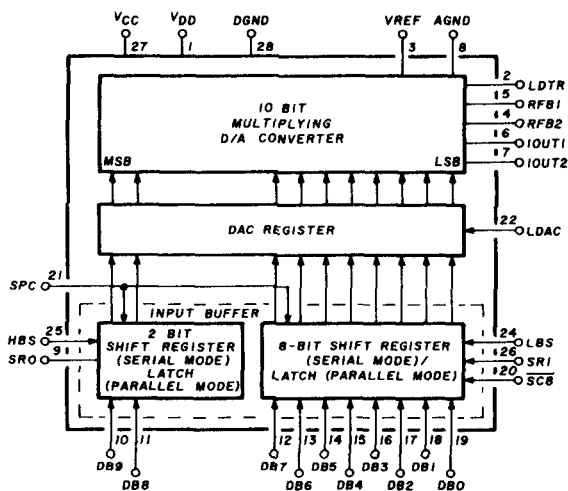 VCC VDD DGND VREF AGND
27 1 28 3 8
10 BIT
MULTIPLYING
D/A CONVERTER
MSB LSB
2 LDTR
5 RFB1
4 RFB2
6 IOUT1
7 IOUT2
DAC REGISTER
22 LDAC
SPC 21
INPUT BUFFER
HBS 25
SRO 9
2 BIT
SHIFT REGISTER
(SERIAL MODE)
LATCH
(PARALLEL MODE)
8-BIT SHIFT REGISTER
(SERIAL MODE)/
LATCH (PARALLEL MODE)
24 LBS
26 SRI
20 SC8
10 11 12 13 14 15 16 17 18 19
DB9 DB7 DB5 DB3 DB1
DB8 DB6 DB4 DB2 DB0